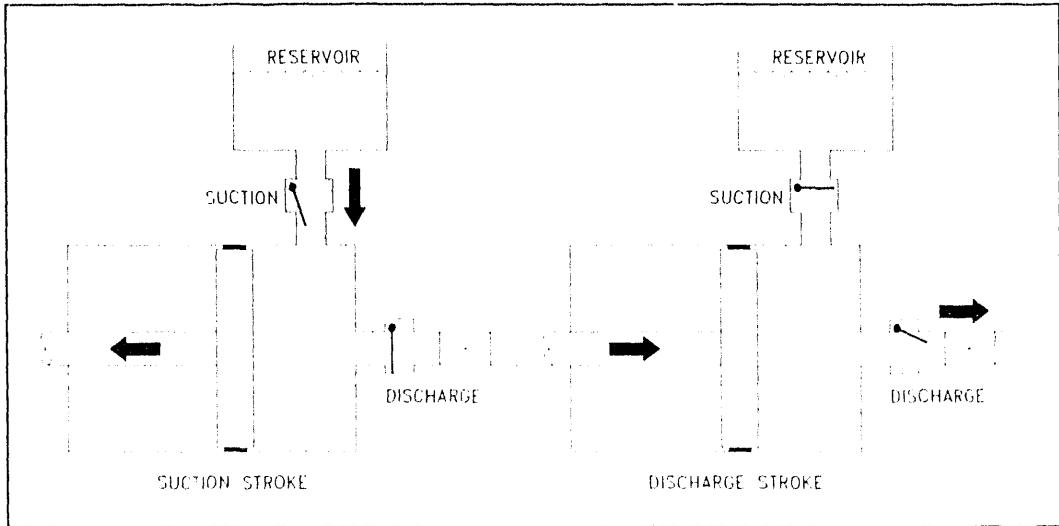 RESERVOIR
SUCTION
DISCHARGE
SUCTION STROKE
RESERVOIR
SUCTION
DISCHARGE
DISCHARGE STROKE